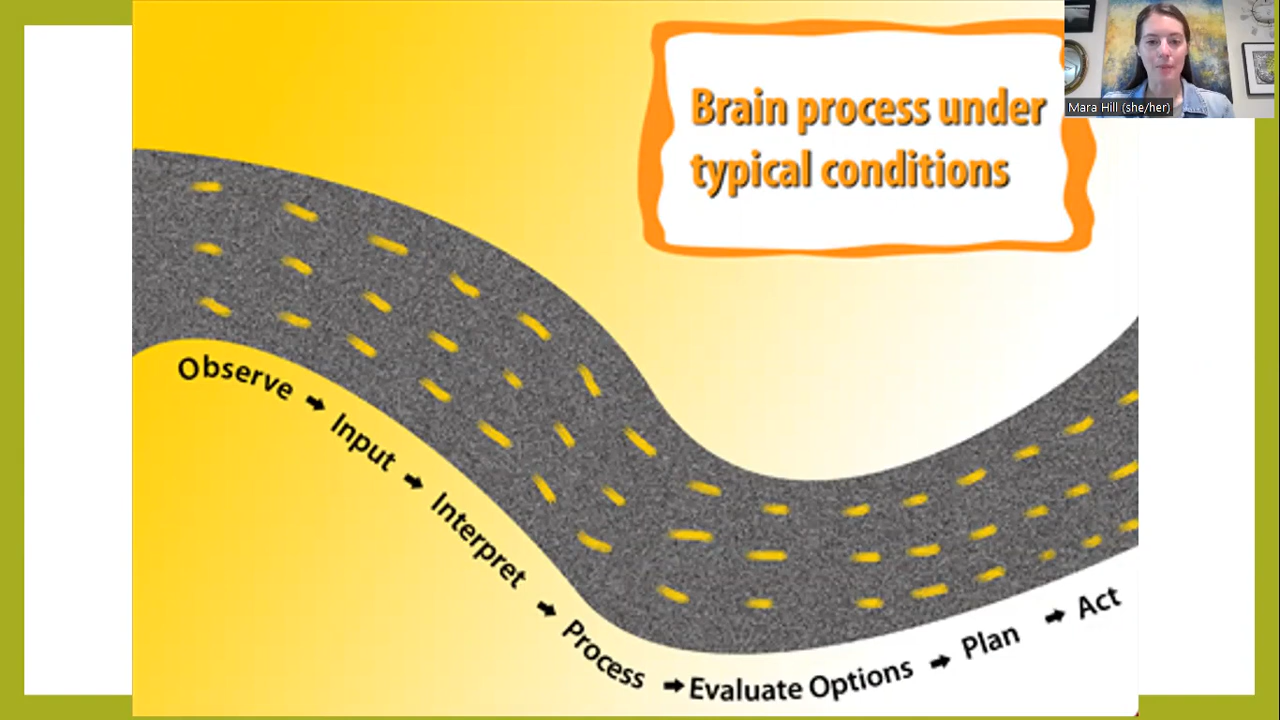 Brain process under
typical conditions
Mara Hill (she/her)
Observe ➡ Input ➡ Interpret ➡ Process ➡ Evaluate Options ➡ Plan ➡ Act